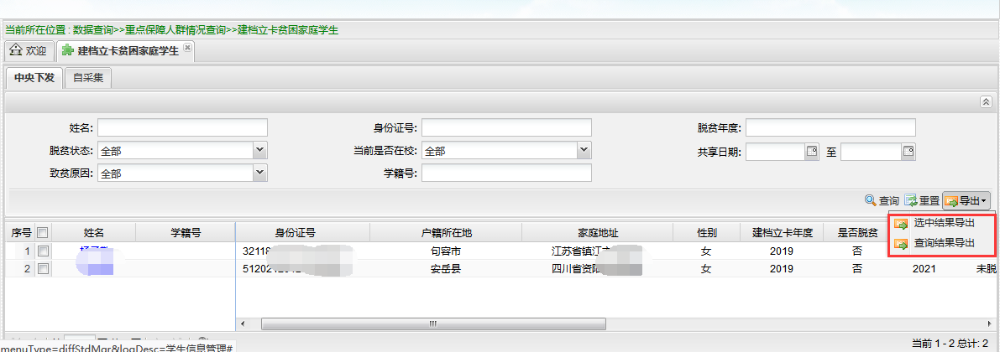 当前所在位置 : 数据查询>>重点保障人群情况查询>>建档立卡贫困家庭学生
欢迎 建档立卡贫困家庭学生
中央下发 自采集
姓名: 身份证号: 脱贫年度:
脱贫状态: 全部 当前是否在校: 全部 共享日期: 至
致贫原因: 全部 学籍号:
查询 重置 导出
选中结果导出
查询结果导出
序号 姓名 学籍号 身份证号 户籍所在地 家庭地址 性别 建档立卡年度 是否脱贫
1 32118 句容市 江苏省镇江 女 2019 否
2 51202 安岳县 四川省资阳 女 2019 否 2021 未脱
menuType=diffStdMgr&logDesc=学生信息管理# 当前 1 - 2 总计: 2